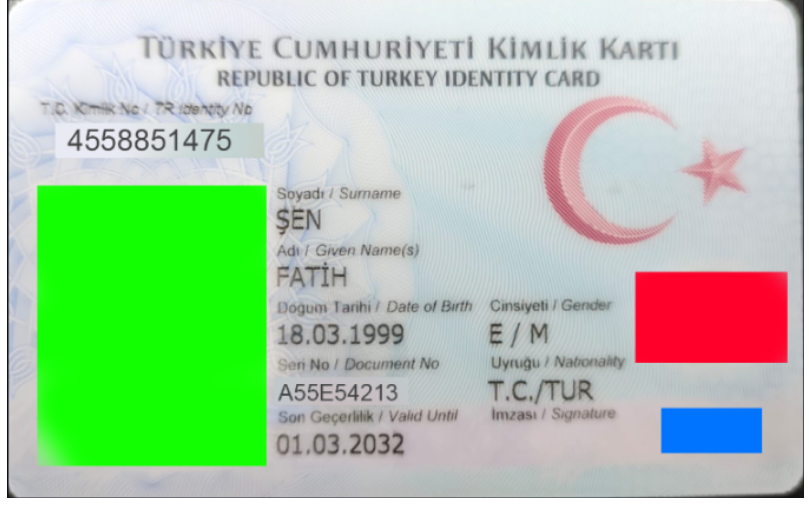 TÜRKİYE CUMHURİYETİ KİMLİK KARTI
REPUBLIC OF TURKEY IDENTITY CARD
T.C. Kimlik No / TR Identity No
4558851475
Soyadı / Surname
ŞEN
Adı / Given Name(s)
FATİH
Doğum Tarihi / Date of Birth Cinsiyeti / Gender
18.03.1999 E / M
Seri No / Document No Uyruğu / Nationality
A55E54213 T.C./TUR
Son Geçerlilik / Valid Until İmzası / Signature
01.03.2032